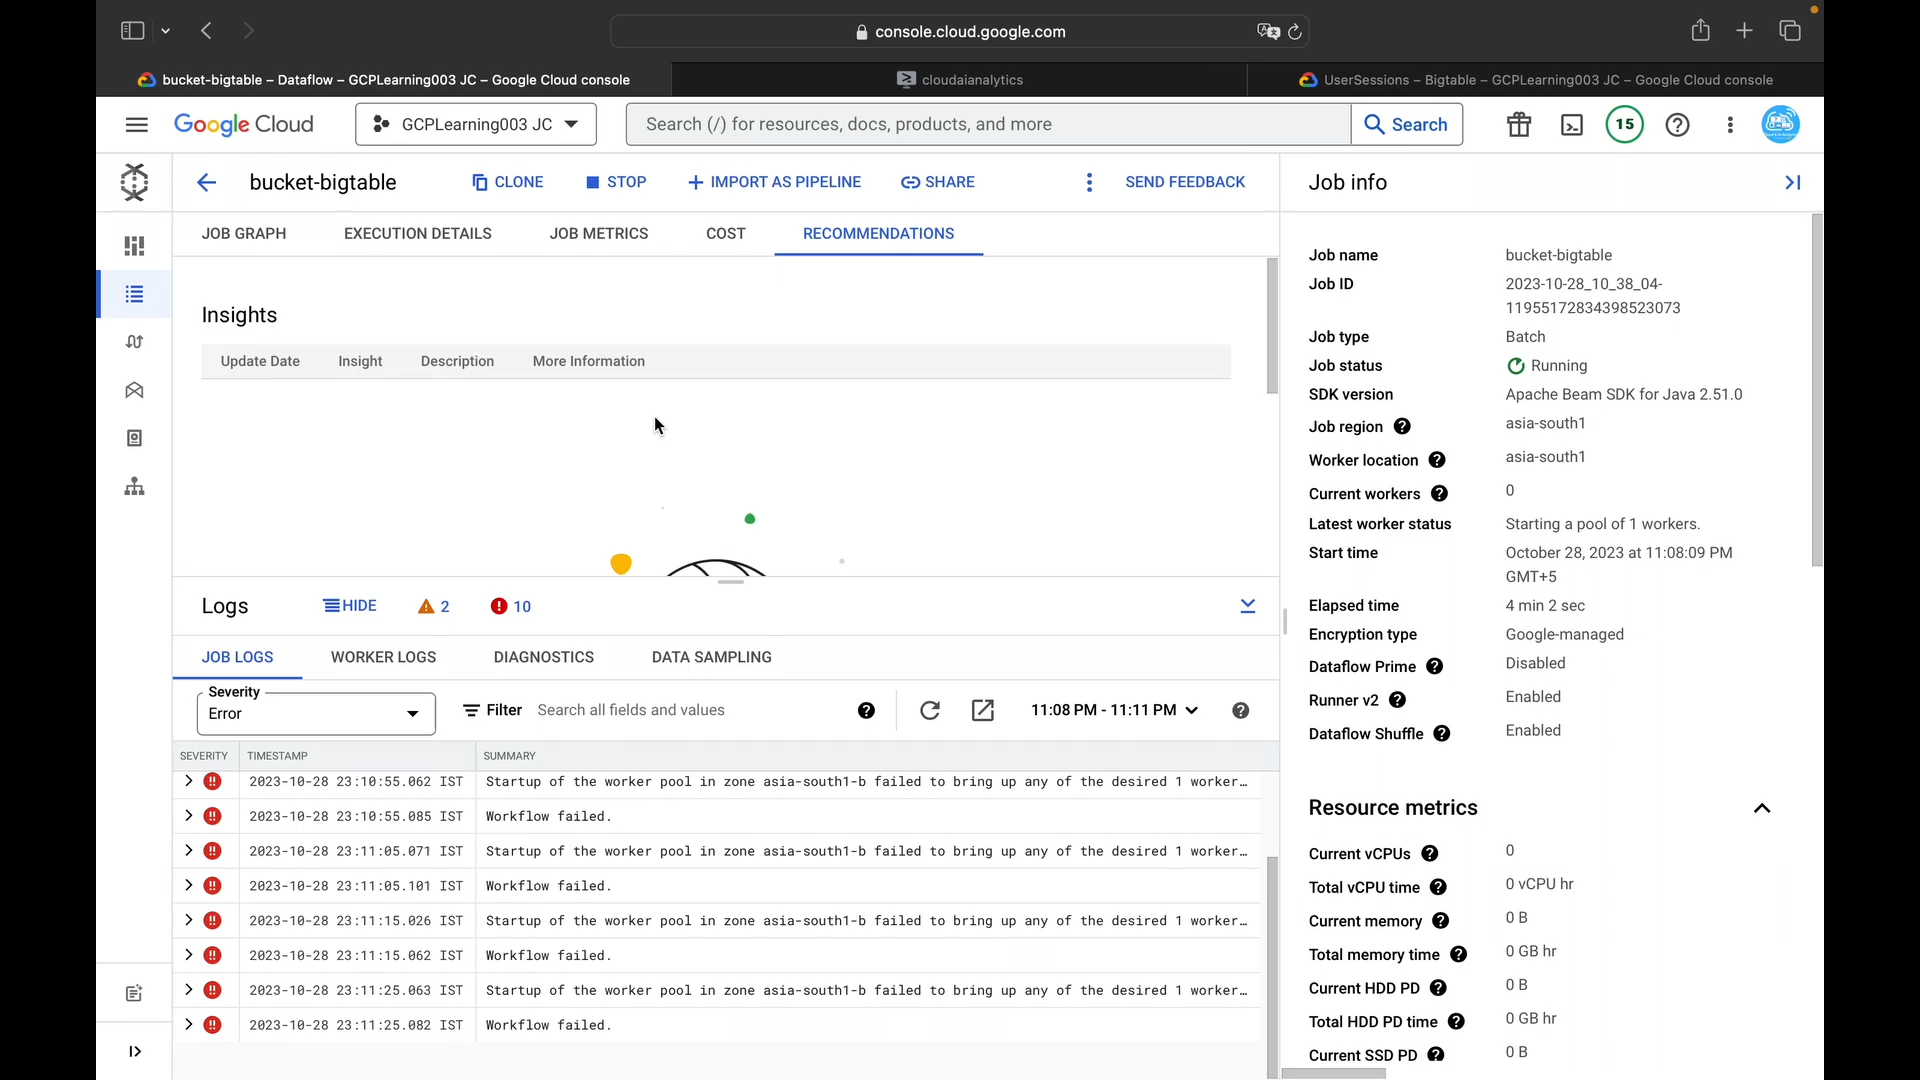 console.cloud.google.com
bucket-bigtable – Dataflow – GCPLearning003 JC – Google Cloud console
cloudaianalytics
UserSessions – Bigtable – GCPLearning003 JC – Google Cloud console
Google Cloud
GCPLearning003 JC
Search (/) for resources, docs, products, and more
Search
15
bucket-bigtable
CLONE
STOP
IMPORT AS PIPELINE
SHARE
SEND FEEDBACK
JOB GRAPH
EXECUTION DETAILS
JOB METRICS
COST
RECOMMENDATIONS
Insights
Update Date Insight Description More Information
Logs
HIDE
2
10
JOB LOGS
WORKER LOGS
DIAGNOSTICS
DATA SAMPLING
Severity
Error
Filter
Search all fields and values
11:08 PM - 11:11 PM
SEVERITY TIMESTAMP SUMMARY
2023-10-28 23:10:55.062 IST Startup of the worker pool in zone asia-south1-b failed to bring up any of the desired 1 worker…
2023-10-28 23:10:55.085 IST Workflow failed.
2023-10-28 23:11:05.071 IST Startup of the worker pool in zone asia-south1-b failed to bring up any of the desired 1 worker…
2023-10-28 23:11:05.101 IST Workflow failed.
2023-10-28 23:11:15.026 IST Startup of the worker pool in zone asia-south1-b failed to bring up any of the desired 1 worker…
2023-10-28 23:11:15.062 IST Workflow failed.
2023-10-28 23:11:25.063 IST Startup of the worker pool in zone asia-south1-b failed to bring up any of the desired 1 worker…
2023-10-28 23:11:25.082 IST Workflow failed.
Job info
Job name bucket-bigtable
Job ID 2023-10-28_10_38_04-
11955172834398523073
Job type Batch
Job status Running
SDK version Apache Beam SDK for Java 2.51.0
Job region asia-south1
Worker location asia-south1
Current workers 0
Latest worker status Starting a pool of 1 workers.
Start time October 28, 2023 at 11:08:09 PM
GMT+5
Elapsed time 4 min 2 sec
Encryption type Google-managed
Dataflow Prime Disabled
Runner v2 Enabled
Dataflow Shuffle Enabled
Resource metrics
Current vCPUs 0
Total vCPU time 0 vCPU hr
Current memory 0 B
Total memory time 0 GB hr
Current HDD PD 0 B
Total HDD PD time 0 GB hr
Current SSD PD 0 B